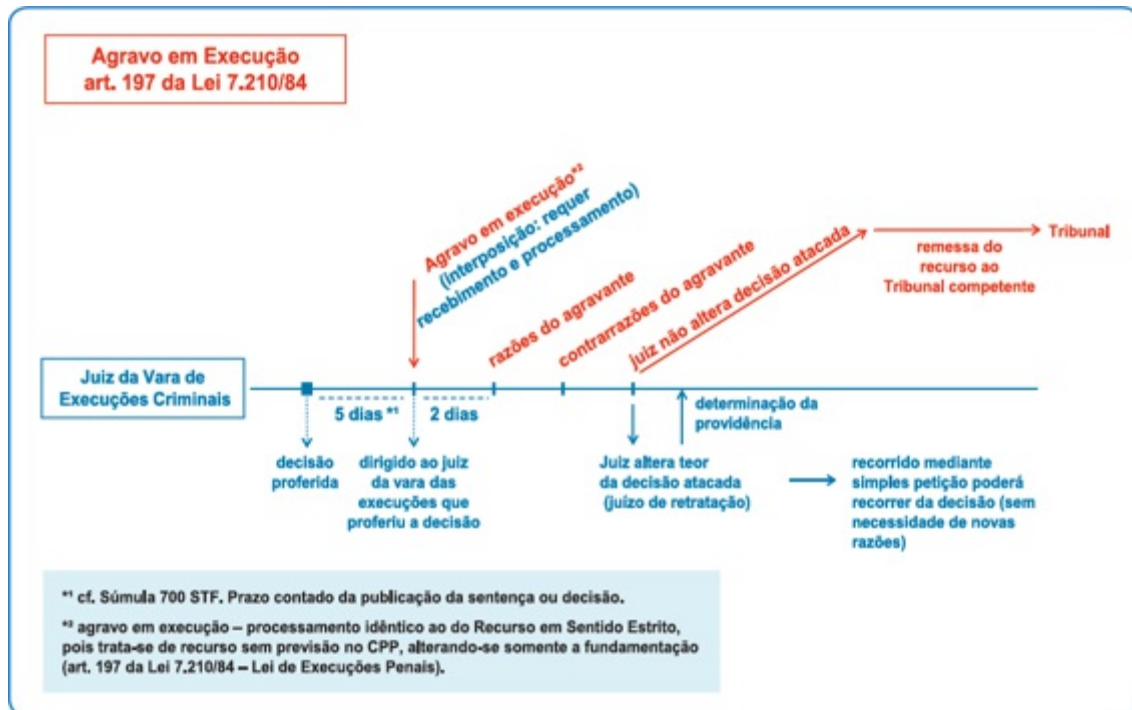 Agravo em Execução
art. 197 da Lei 7.210/84
Agravo em execução*²
(interposição: requer
recebimento e processamento)
razões do agravante
contrarrazões do agravante
juiz não altera decisão atacada
Tribunal
remessa do
recurso ao
Tribunal competente
Juiz da Vara de
Execuções Criminais
5 dias *¹
2 dias
determinação da
providência
decisão
proferida
dirigido ao juiz
da vara das
execuções que
proferiu a decisão
Juiz altera teor
da decisão atacada
(juízo de retratação)
recorrido mediante
simples petição poderá
recorrer da decisão (sem
necessidade de novas
razões)
*¹ cf. Súmula 700 STF. Prazo contado da publicação da sentença ou decisão.
*² agravo em execução – processamento idêntico ao do Recurso em Sentido Estrito,
pois trata-se de recurso sem previsão no CPP, alterando-se somente a fundamentação
(art. 197 da Lei 7.210/84 – Lei de Execuções Penais).